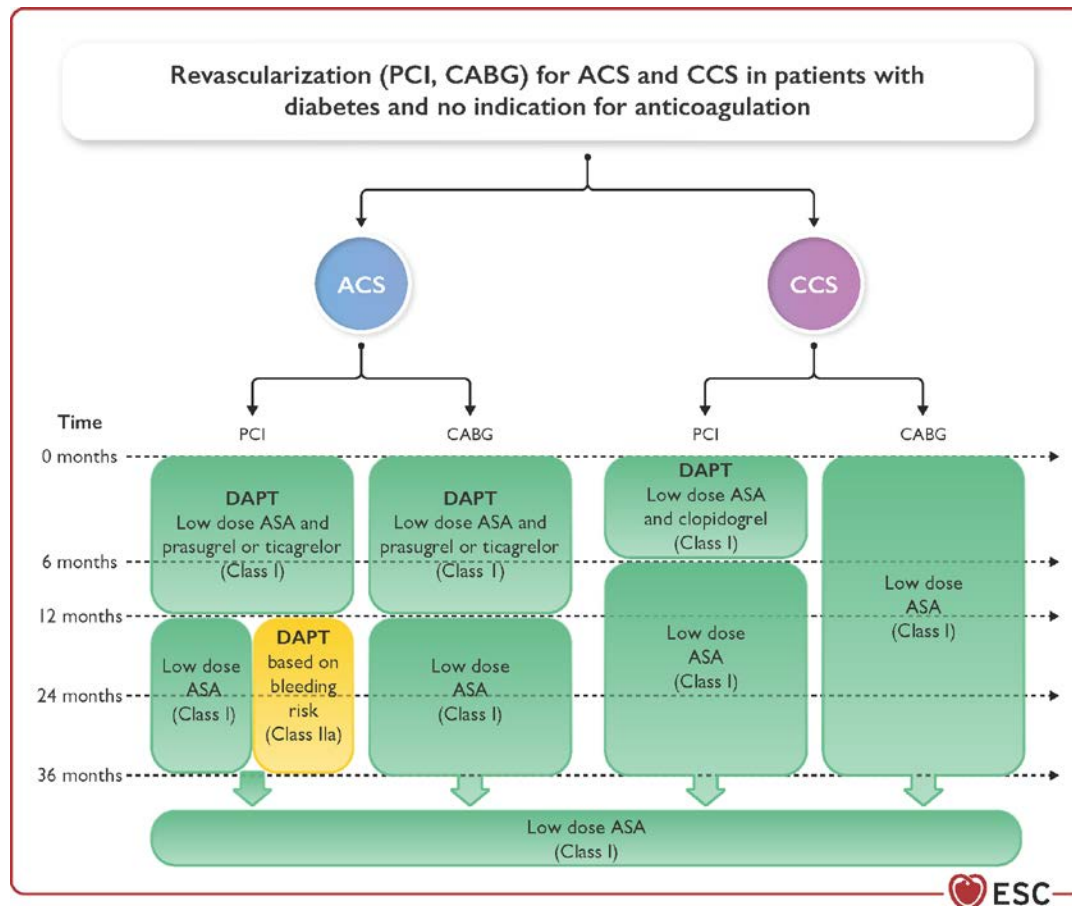 Revascularization (PCI, CABG) for ACS and CCS in patients with
diabetes and no indication for anticoagulation
ACS
CCS
Time
PCI
CABG
PCI
CABG
0 months
6 months
12 months
24 months
36 months
DAPT
Low dose ASA and
prasugrel or ticagrelor
(Class I)
DAPT
Low dose ASA and
prasugrel or ticagrelor
(Class I)
DAPT
Low dose ASA
and clopidogrel
(Class I)
Low dose
ASA
(Class I)
Low dose
ASA
(Class I)
DAPT
based on
bleeding
risk
(Class IIa)
Low dose
ASA
(Class I)
Low dose
ASA
(Class I)
Low dose ASA
(Class I)
ESC